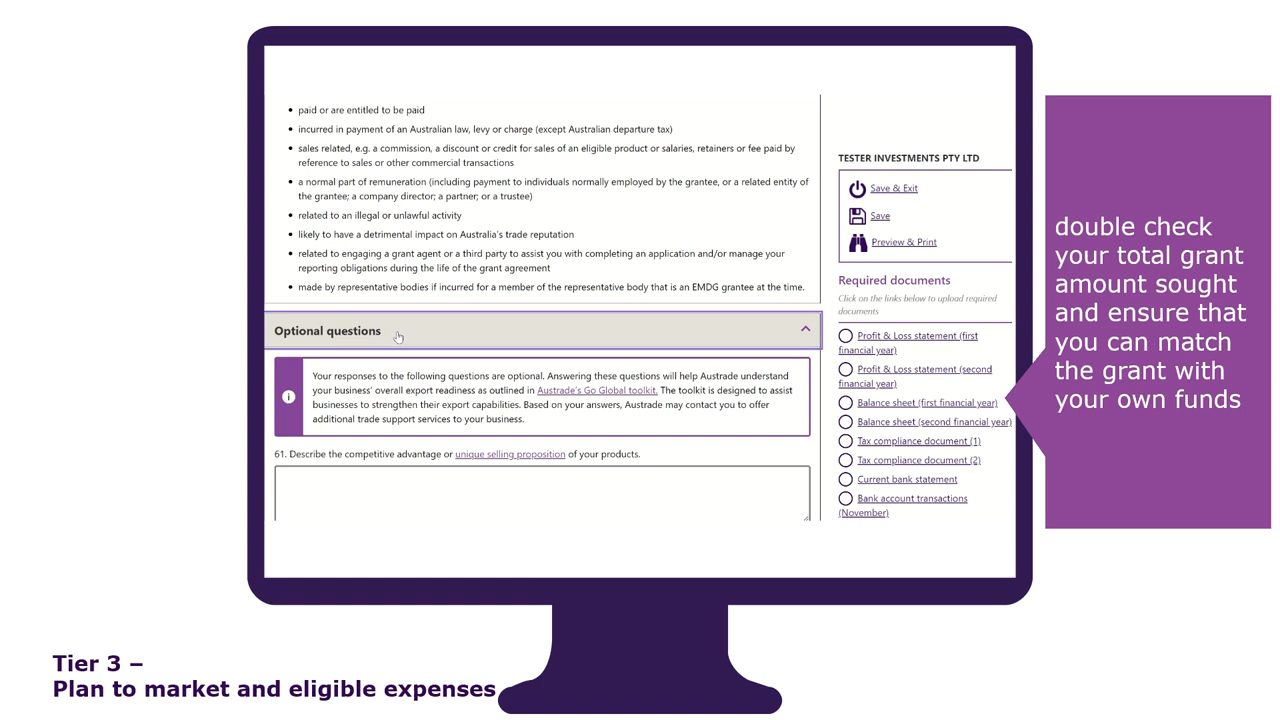 paid or are entitled to be paid
incurred in payment of an Australian law, levy or charge (except Australian departure tax)
sales related, e.g. a commission, a discount or credit for sales of an eligible product or salaries, retainers or fee paid by
reference to sales or other commercial transactions
a normal part of remuneration (including payment to individuals normally employed by the grantee, or a related entity of
the grantee; a company director; a partner; or a trustee)
related to an illegal or unlawful activity
likely to have a detrimental impact on Australia's trade reputation
related to engaging a grant agent or a third party to assist you with completing an application and/or manage your
reporting obligations during the life of the grant agreement
made by representative bodies if incurred for a member of the representative body that is an EMDG grantee at the time.
Optional questions
Your responses to the following questions are optional. Answering these questions will help Austrade understand
your business' overall export readiness as outlined in Austrade's Go Global toolkit. The toolkit is designed to assist
businesses to strengthen their export capabilities. Based on your answers, Austrade may contact you to offer
additional trade support services to your business.
61. Describe the competitive advantage or unique selling proposition of your products.
TESTER INVESTMENTS PTY LTD
Save & Exit
Save
Preview & Print
Required documents
Click on the links below to upload required
documents
Profit & Loss statement (first
financial year)
Profit & Loss statement (second
financial year)
Balance sheet (first financial year)
Balance sheet (second financial year)
Tax compliance document (1)
Tax compliance document (2)
Current bank statement
Bank account transactions
(November)
double check
your total grant
amount sought
and ensure that
you can match
the grant with
your own funds
Tier 3 –
Plan to market and eligible expenses